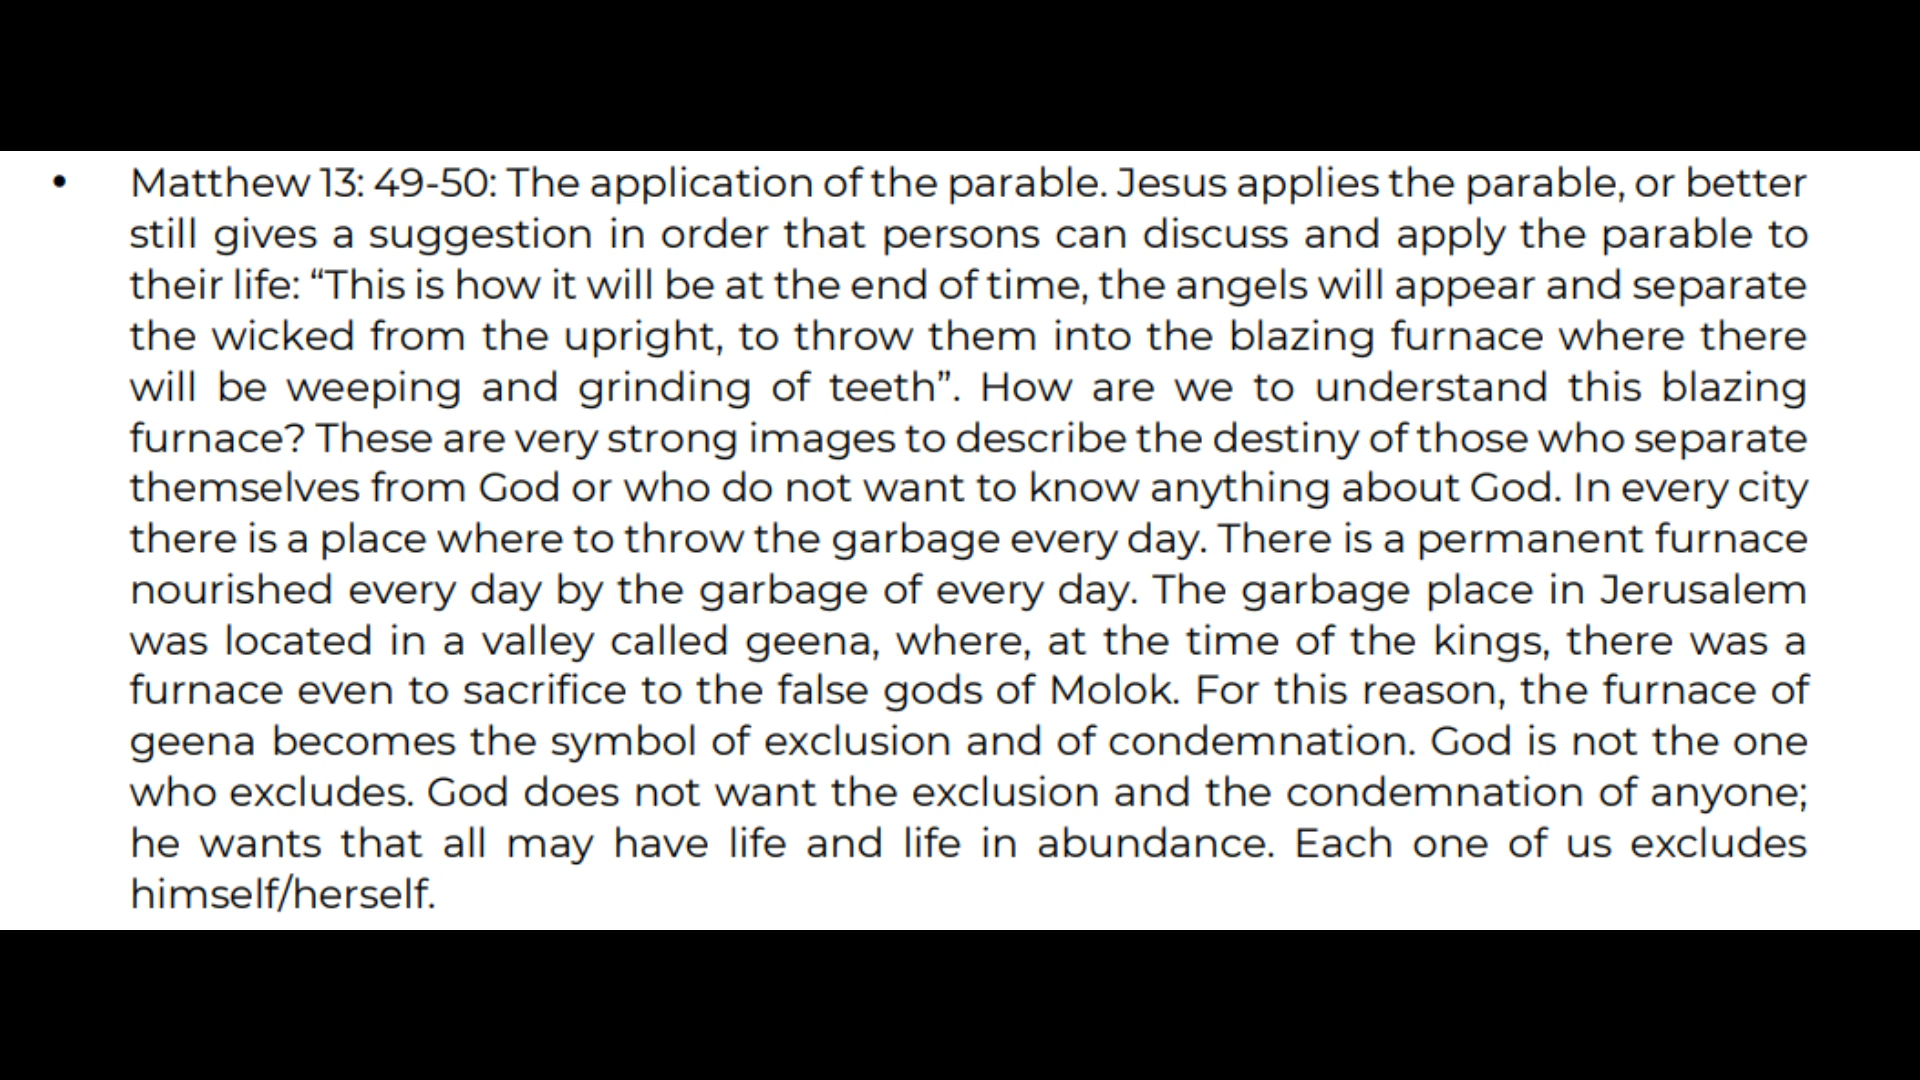 • Matthew 13: 49-50: The application of the parable. Jesus applies the parable, or better
still gives a suggestion in order that persons can discuss and apply the parable to
their life: “This is how it will be at the end of time, the angels will appear and separate
the wicked from the upright, to throw them into the blazing furnace where there
will be weeping and grinding of teeth”. How are we to understand this blazing
furnace? These are very strong images to describe the destiny of those who separate
themselves from God or who do not want to know anything about God. In every city
there is a place where to throw the garbage every day. There is a permanent furnace
nourished every day by the garbage of every day. The garbage place in Jerusalem
was located in a valley called geena, where, at the time of the kings, there was a
furnace even to sacrifice to the false gods of Molok. For this reason, the furnace of
geena becomes the symbol of exclusion and of condemnation. God is not the one
who excludes. God does not want the exclusion and the condemnation of anyone;
he wants that all may have life and life in abundance. Each one of us excludes
himself/herself.